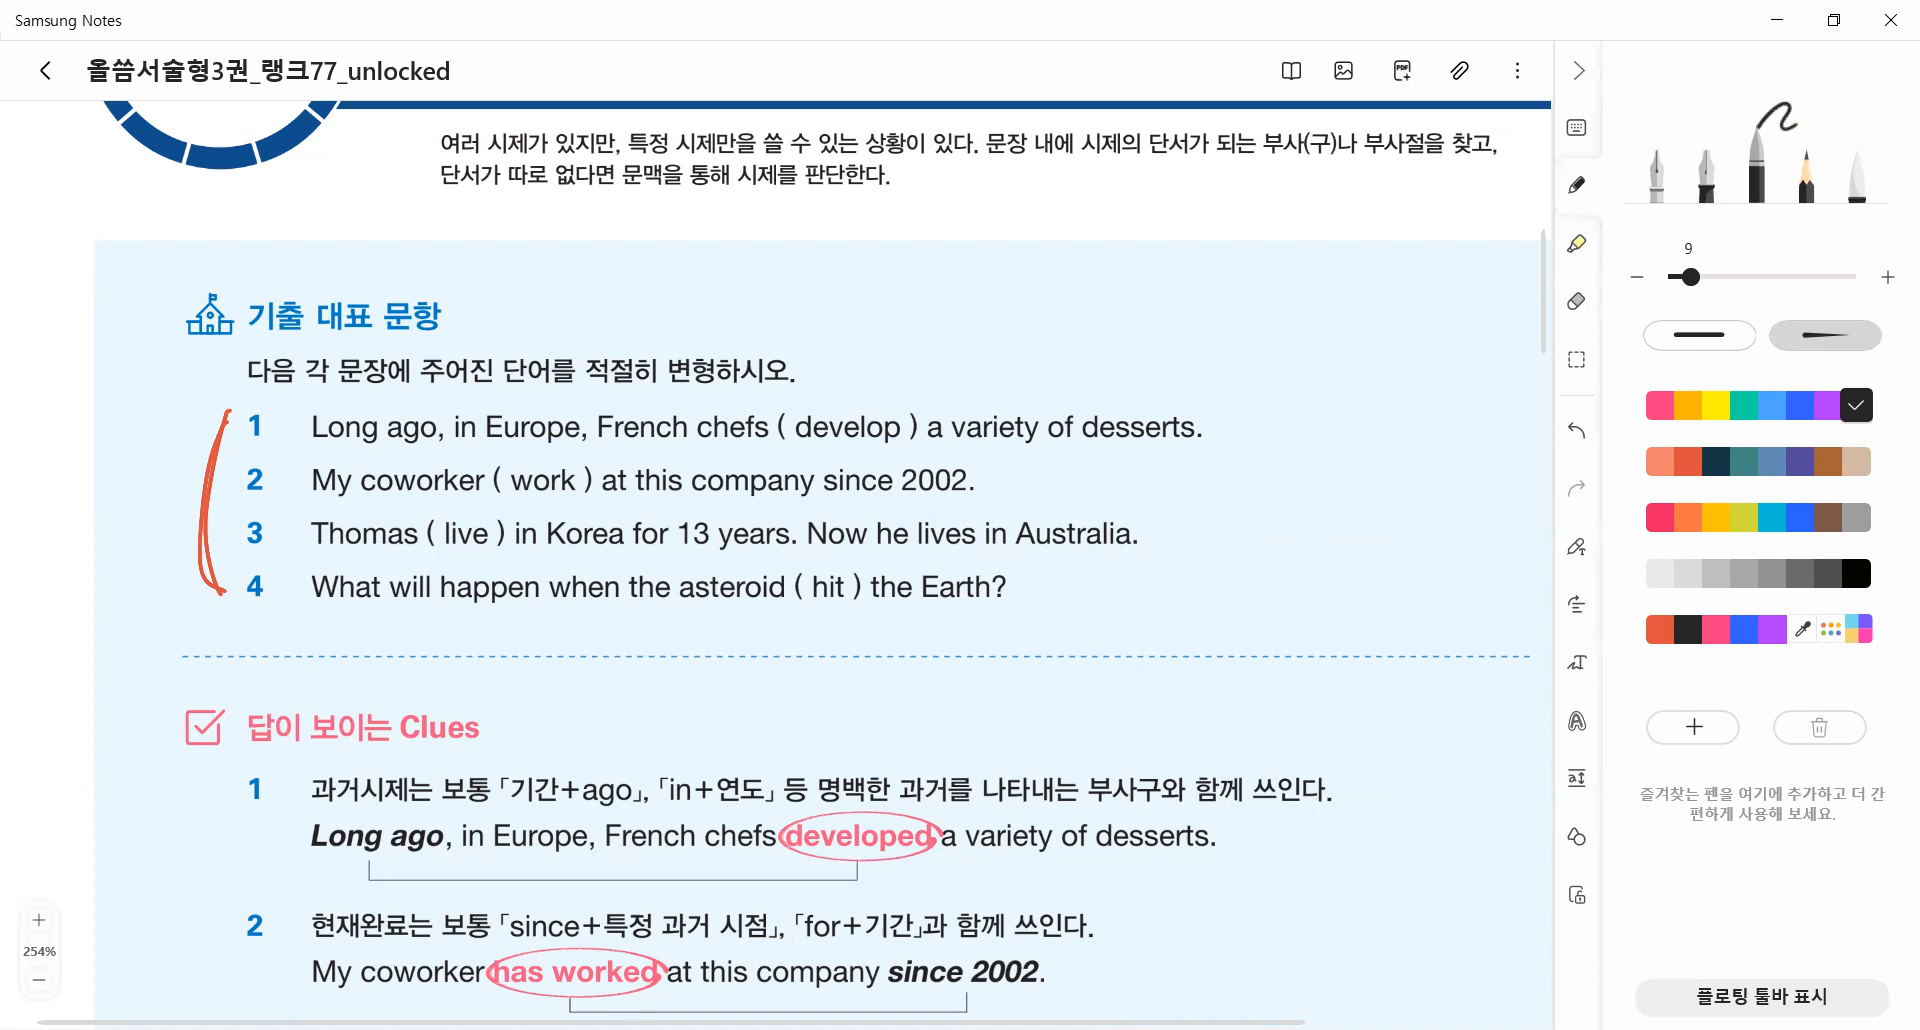 Samsung Notes
올씀서술형3권_랭크77_unlocked
PDF
여러 시제가 있지만, 특정 시제만을 쓸 수 있는 상황이 있다. 문장 내에 시제의 단서가 되는 부사(구)나 부사절을 찾고,
단서가 따로 없다면 문맥을 통해 시제를 판단한다.
기출 대표 문항
다음 각 문장에 주어진 단어를 적절히 변형하시오.
1 Long ago, in Europe, French chefs ( develop ) a variety of desserts.
2 My coworker ( work ) at this company since 2002.
3 Thomas ( live ) in Korea for 13 years. Now he lives in Australia.
4 What will happen when the asteroid ( hit ) the Earth?
답이 보이는 Clues
1 과거시제는 보통 「기간+ago」, 「in+연도」 등 명백한 과거를 나타내는 부사구와 함께 쓰인다.
Long ago, in Europe, French chefs developed a variety of desserts.
2 현재완료는 보통 「since+특정 과거 시점」, 「for+기간」과 함께 쓰인다.
My coworker has worked at this company since 2002.
254%
9
즐겨찾는 펜을 여기에 추가하고 더 간
편하게 사용해 보세요.
플로팅 툴바 표시